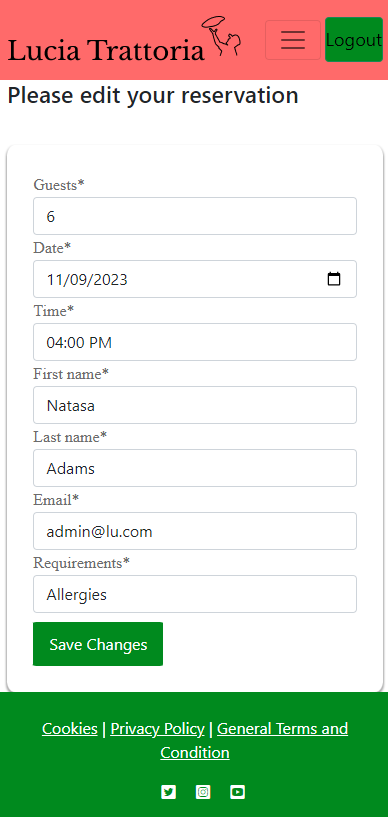 Lucia Trattoria
Logout
Please edit your reservation
Guests*
6
Date*
11/09/2023
Time*
04:00 PM
First name*
Natasa
Last name*
Adams
Email*
admin@lu.com
Requirements*
Allergies
Save Changes
Cookies | Privacy Policy | General Terms and
Condition